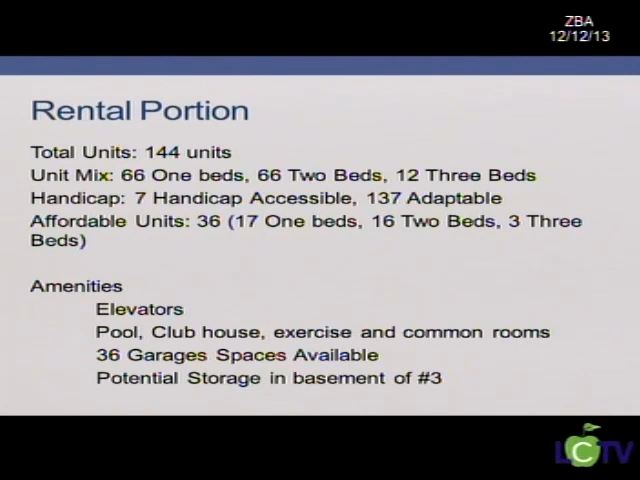 ZBA
12/12/13
Rental Portion
Total Units: 144 units
Unit Mix: 66 One beds, 66 Two Beds, 12 Three Beds
Handicap: 7 Handicap Accessible, 137 Adaptable
Affordable Units: 36 (17 One beds, 16 Two Beds, 3 Three
Beds)
Amenities
Elevators
Pool, Club house, exercise and common rooms
36 Garages Spaces Available
Potential Storage in basement of #3
LCTV